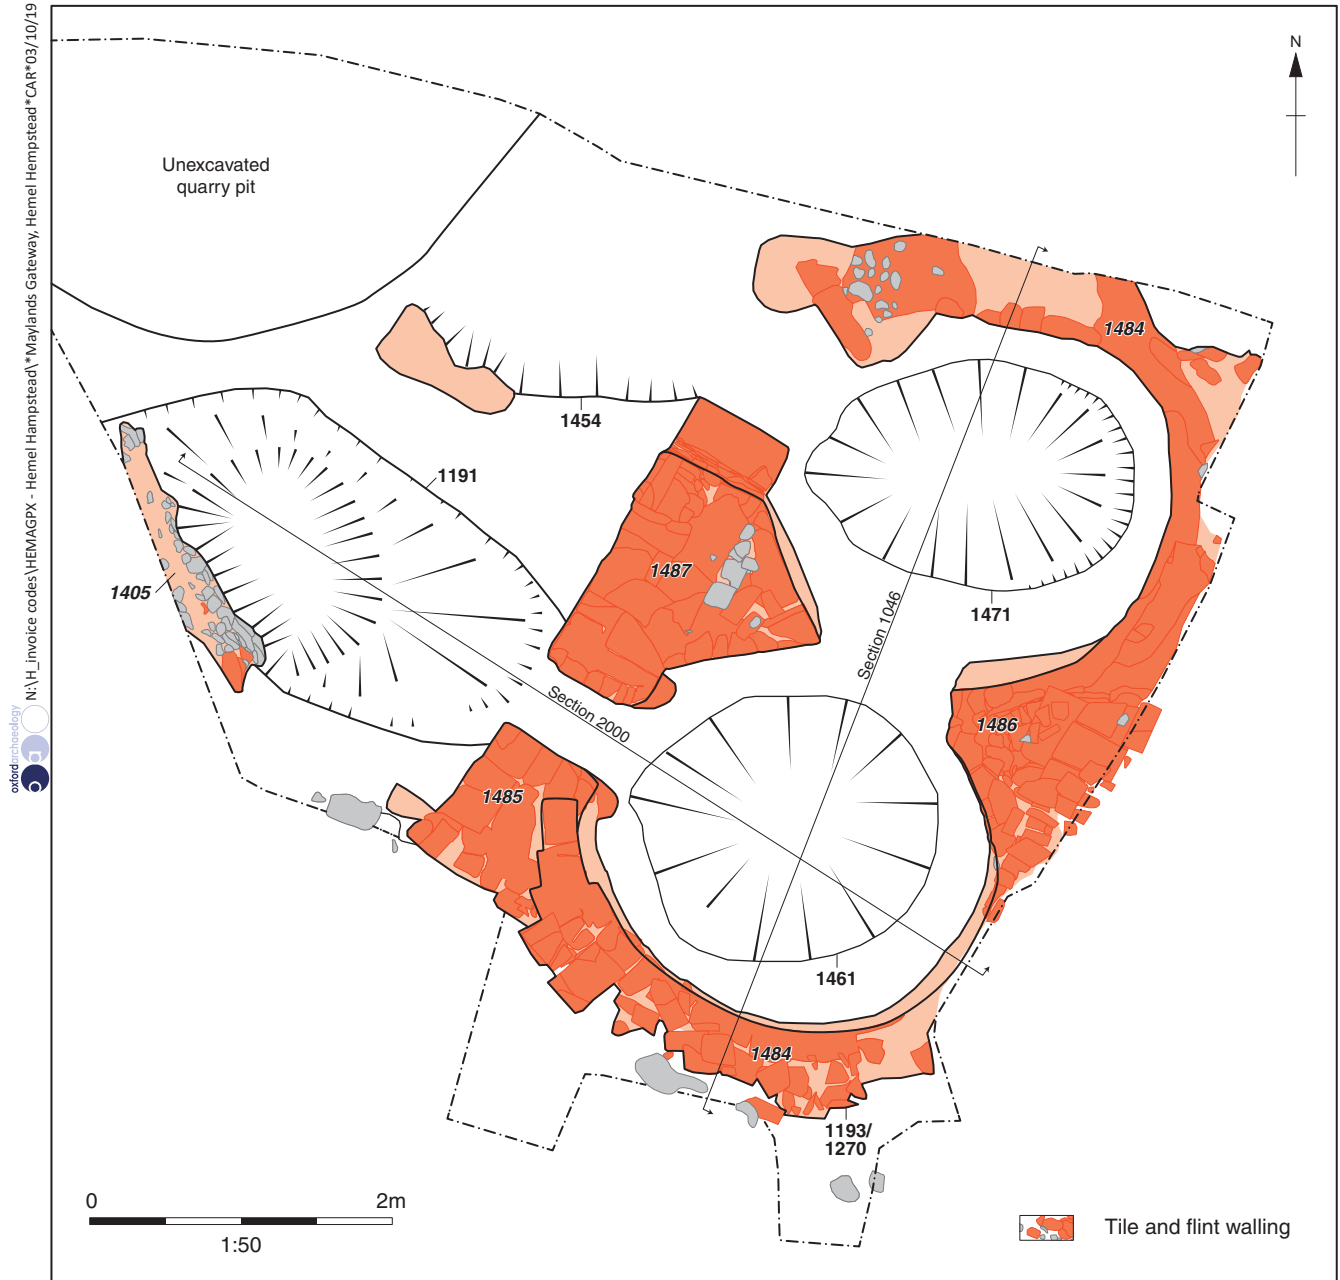 N:\H_invoice codes\HEMAGPX - Hemel Hampstead\*Maylands Gateway, Hemel Hempstead*CAR*03/10/19
oxfordarchaeology
N
Unexcavated
quarry pit
1484
1454
1191
1487
1405
1471
Section 1046
Section 2000
1486
1485
1461
1484
1193/
1270
0 2m
1:50
Tile and flint walling